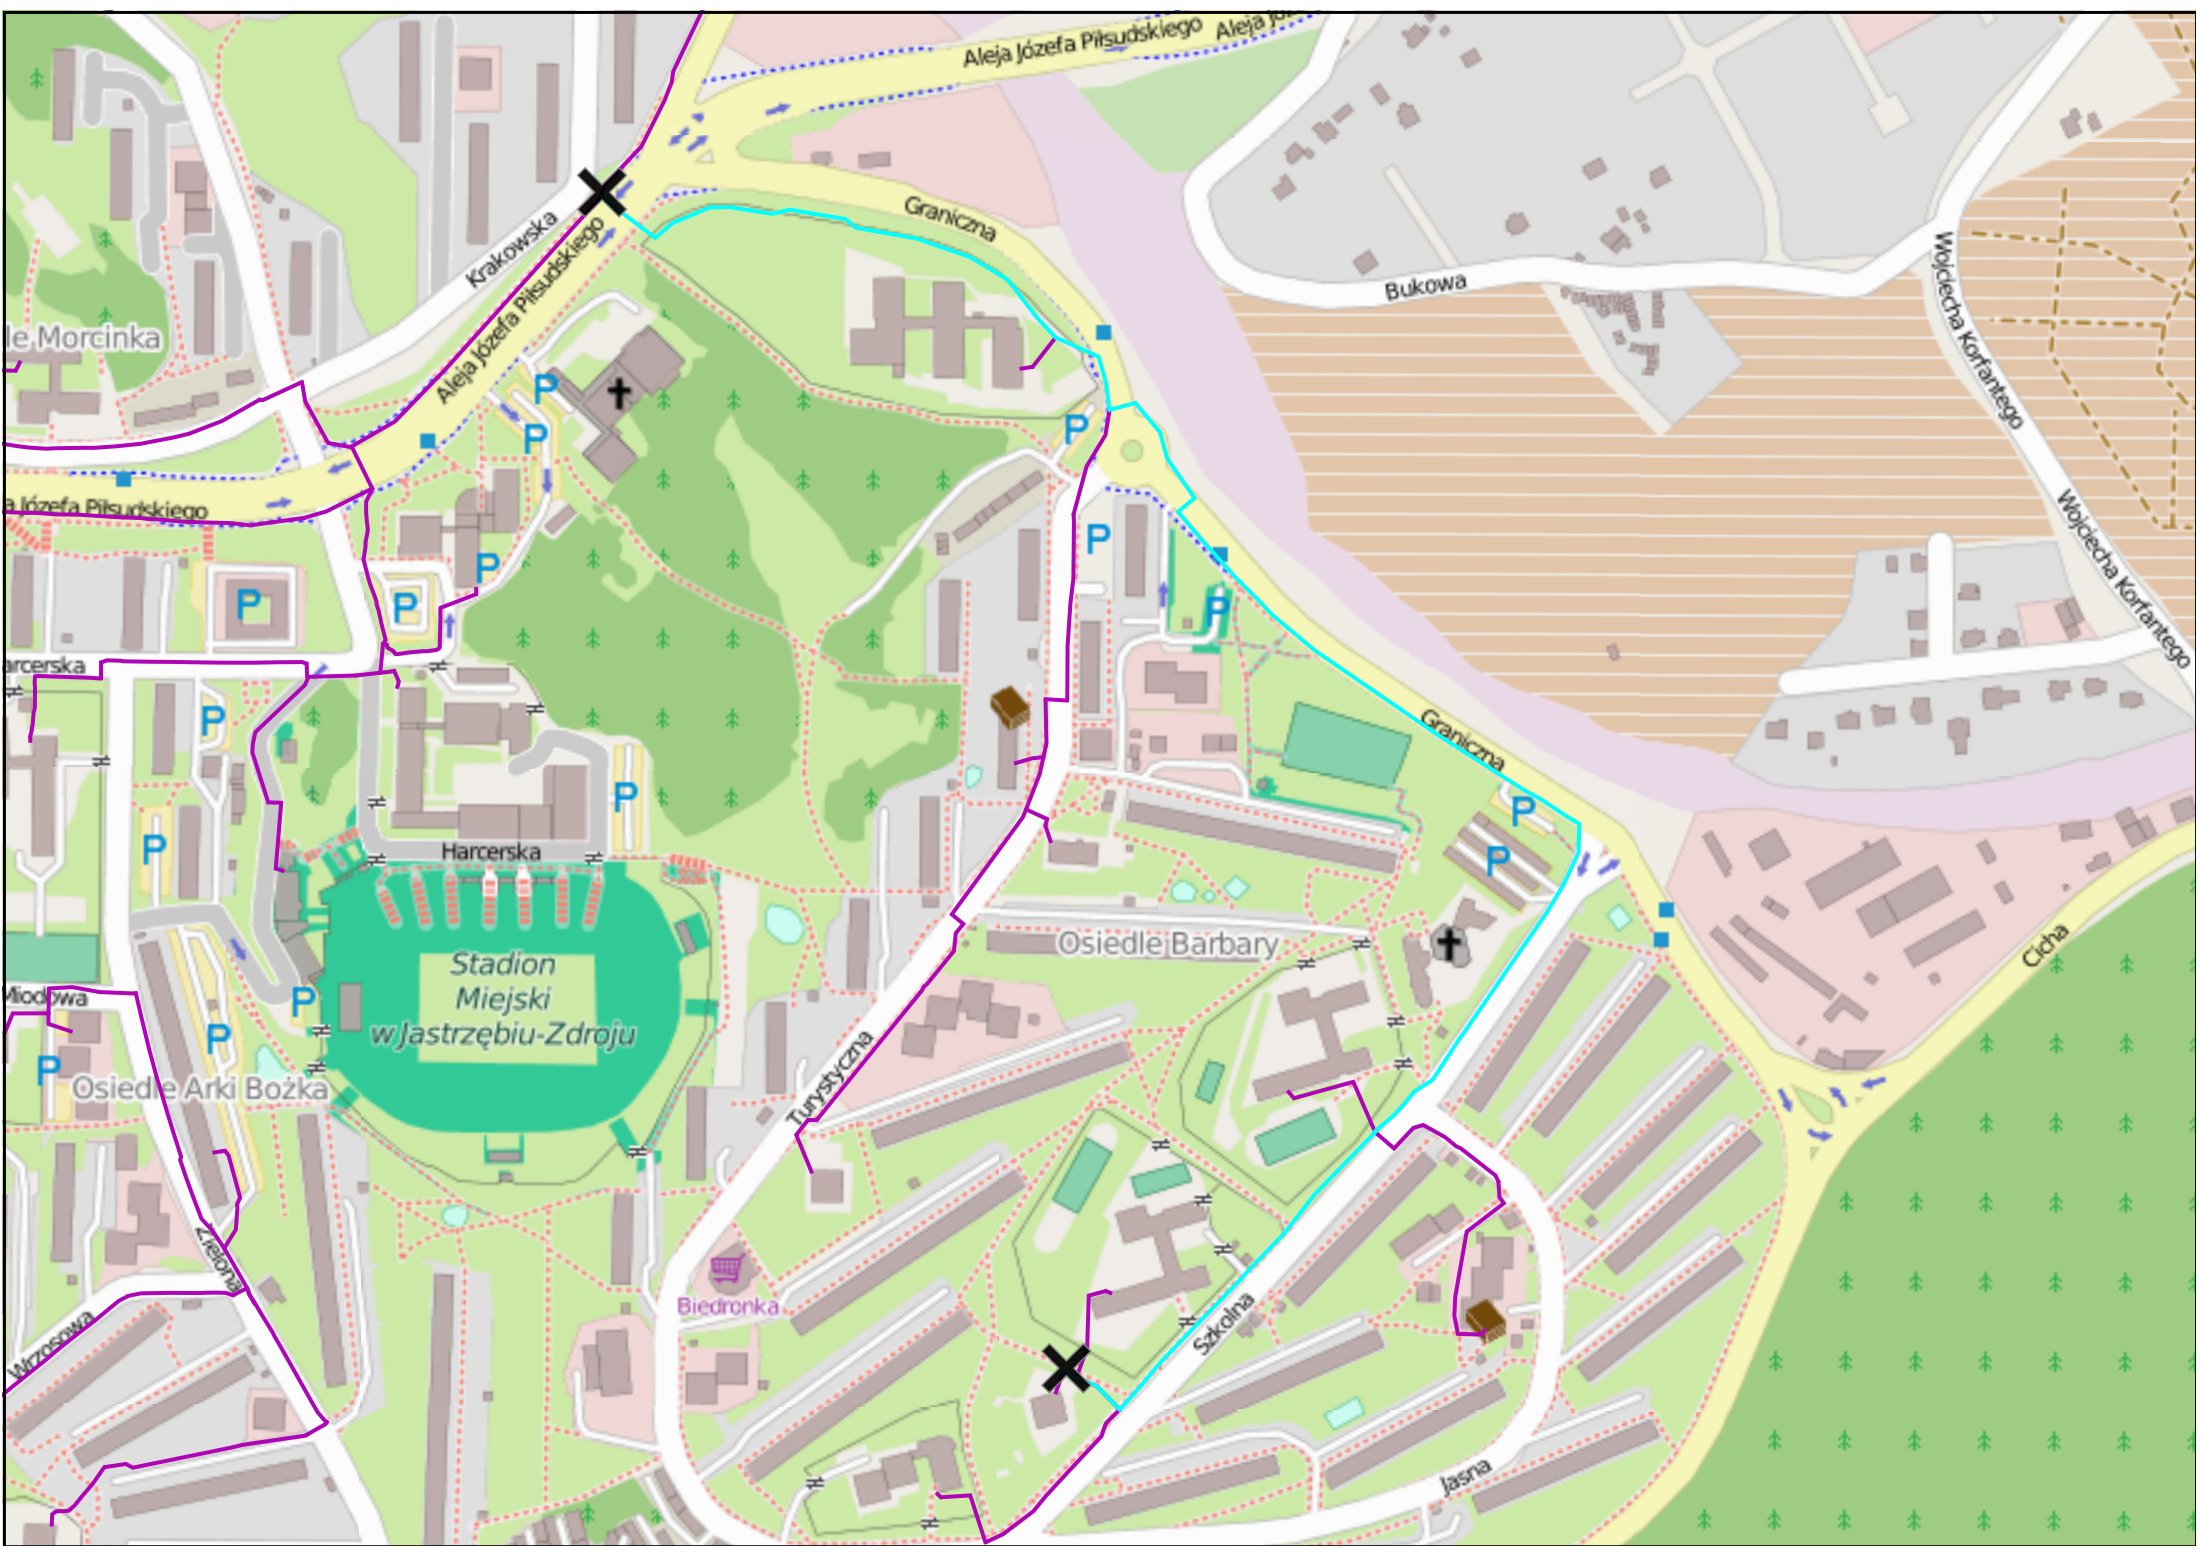 Aleja Józefa Piłsudskiego
Aleja Józ
Graniczna
Krakowska
Aleja Józefa Piłsudskiego
Bukowa
Wojciecha Korfantego
le Morcinka
P
P
P
a Józefa Piłsudskiego
Wojciecha Korfantego
P
P
P
P
P
arcerska
P
Graniczna
P
P
P
P
P
Harcerska
Osiedle Barbary
Cicha
Stadion
Miejski
w Jastrzębiu-Zdroju
Miodowa
P
P
P
Osiedle Arki Bożka
Turystyczna
Zielona
Biedronka
Szkolna
Wrzosowa
Jasna